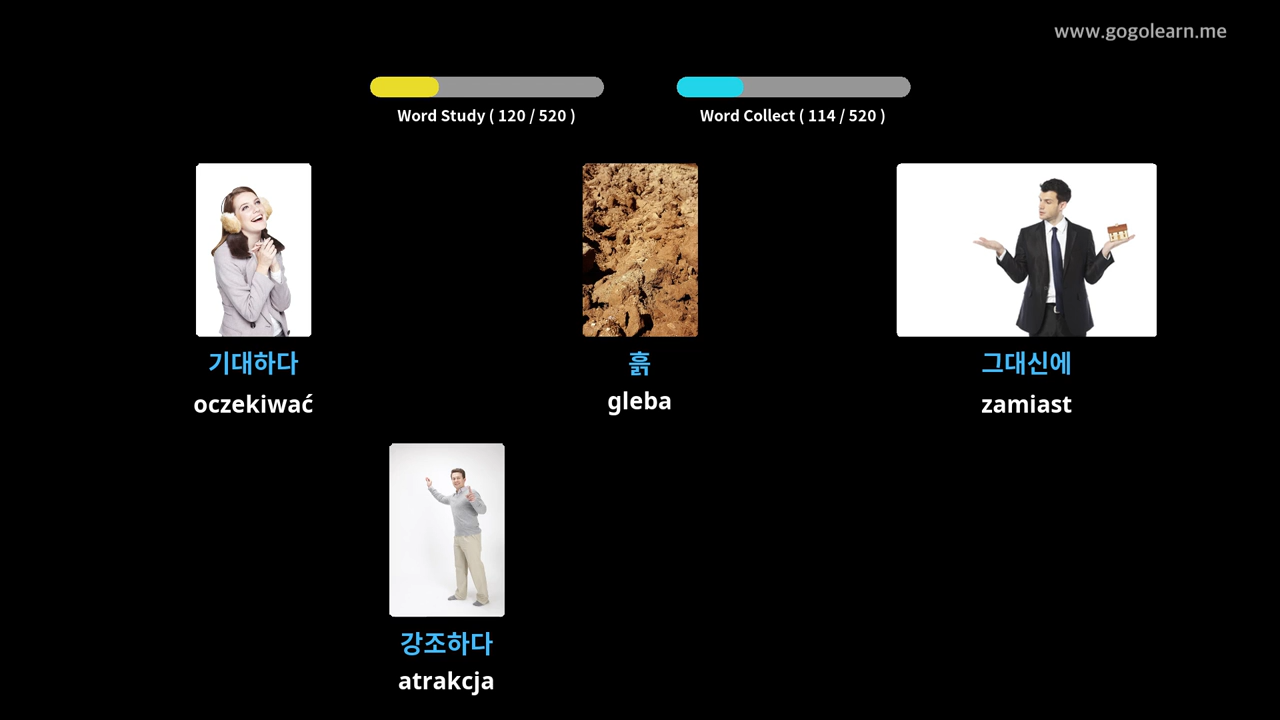 www.gogolearn.me
Word Study ( 120 / 520 )
Word Collect ( 114 / 520 )
기대하다
oczekiwać
흙
gleba
그대신에
zamiast
강조하다
atrakcja